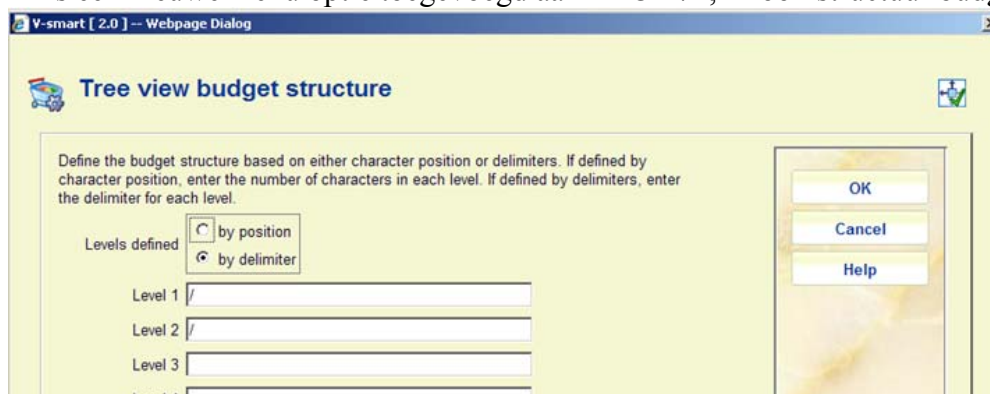 V-smart [ 2.0 ] -- Webpage Dialog
Tree view budget structure
Define the budget structure based on either character position or delimiters. If defined by
character position, enter the number of characters in each level. If defined by delimiters, enter
the delimiter for each level.
Levels defined
by position
by delimiter
Level 1 /
Level 2 /
Level 3
OK
Cancel
Help